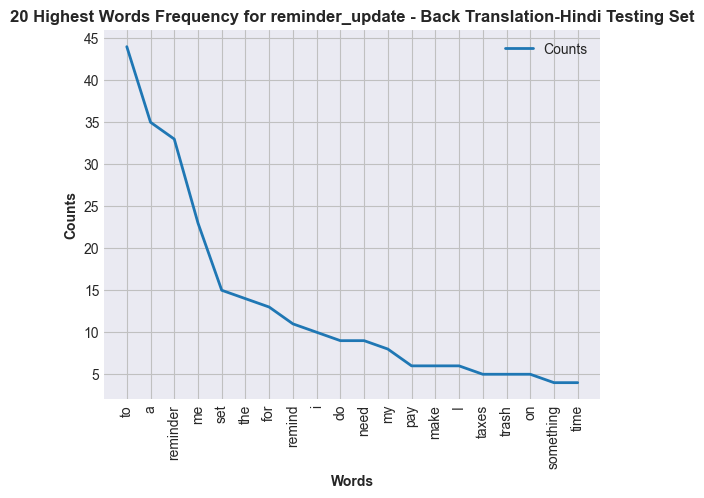 20 Highest Words Frequency for reminder_update - Back Translation-Hindi Testing Set
Counts
Counts
45
40
35
30
25
20
15
10
5
to
a
reminder
me
set
the
for
remind
i
do
need
my
pay
make
I
taxes
trash
on
something
time
Words